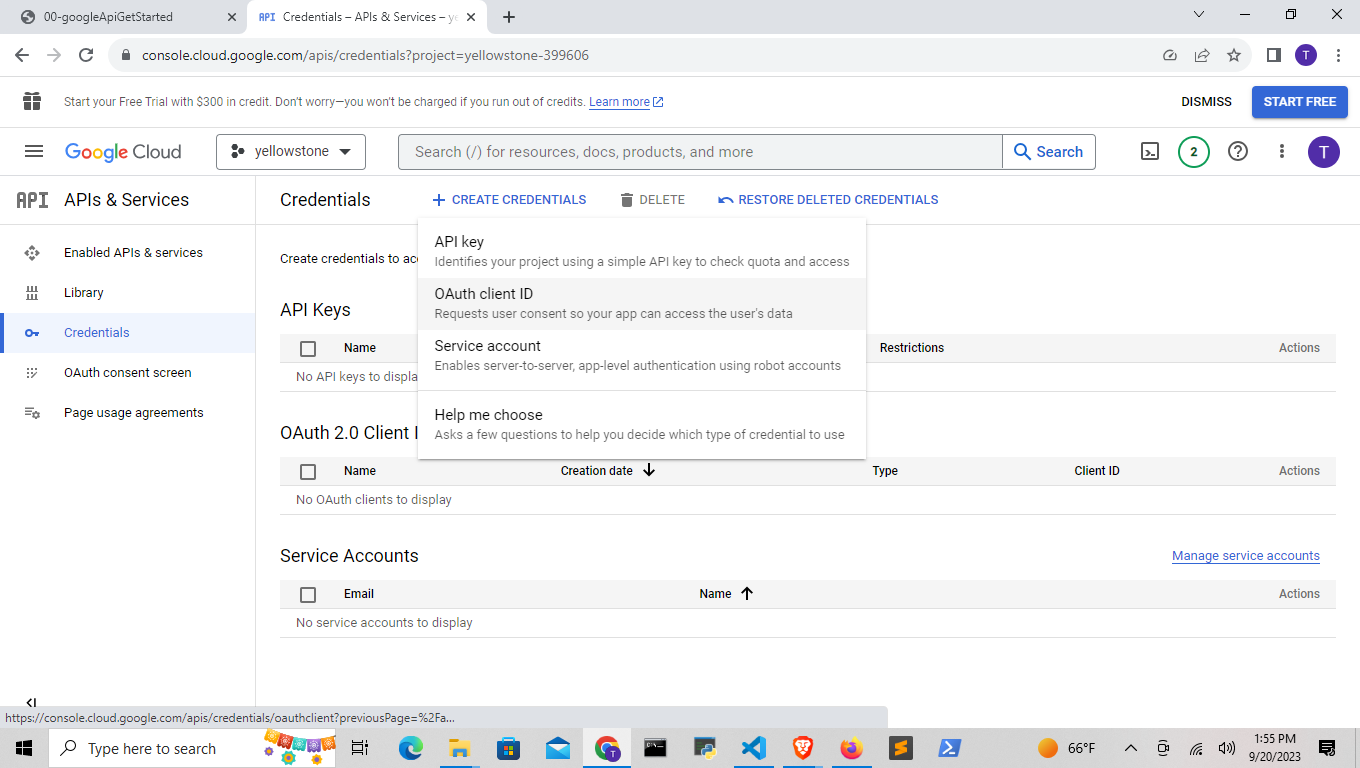 00-googleApiGetStarted
API Credentials – APIs & Services – ye
console.cloud.google.com/apis/credentials?project=yellowstone-399606
T
Start your Free Trial with $300 in credit. Don't worry—you won't be charged if you run out of credits. Learn more
DISMISS
START FREE
Google Cloud
yellowstone
Search (/) for resources, docs, products, and more
Search
2
T
API APIs & Services
Credentials
CREATE CREDENTIALS
DELETE
RESTORE DELETED CREDENTIALS
Enabled APIs & services
Library
Credentials
OAuth consent screen
Page usage agreements
Create credentials to acc
API key
Identifies your project using a simple API key to check quota and access
OAuth client ID
Requests user consent so your app can access the user's data
Service account
Enables server-to-server, app-level authentication using robot accounts
Help me choose
Asks a few questions to help you decide which type of credential to use
API Keys
Name
Restrictions
Actions
No API keys to displa
OAuth 2.0 Client I
Name
Creation date
Type
Client ID
Actions
No OAuth clients to display
Service Accounts
Manage service accounts
Email
Name
Actions
No service accounts to display
https://console.cloud.google.com/apis/credentials/oauthclient?previousPage=%2Fa...
Type here to search
T
66°F
1:55 PM
9/20/2023